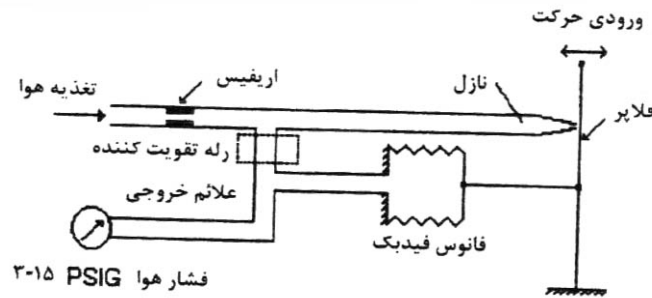 ورودی حرکت
اریفیس
نازل
تغذیه هوا
فلاپر
رله تقویت کننده
علائم خروجی
فانوس فیدبک
فشار هوا ۳-۱۵ PSIG